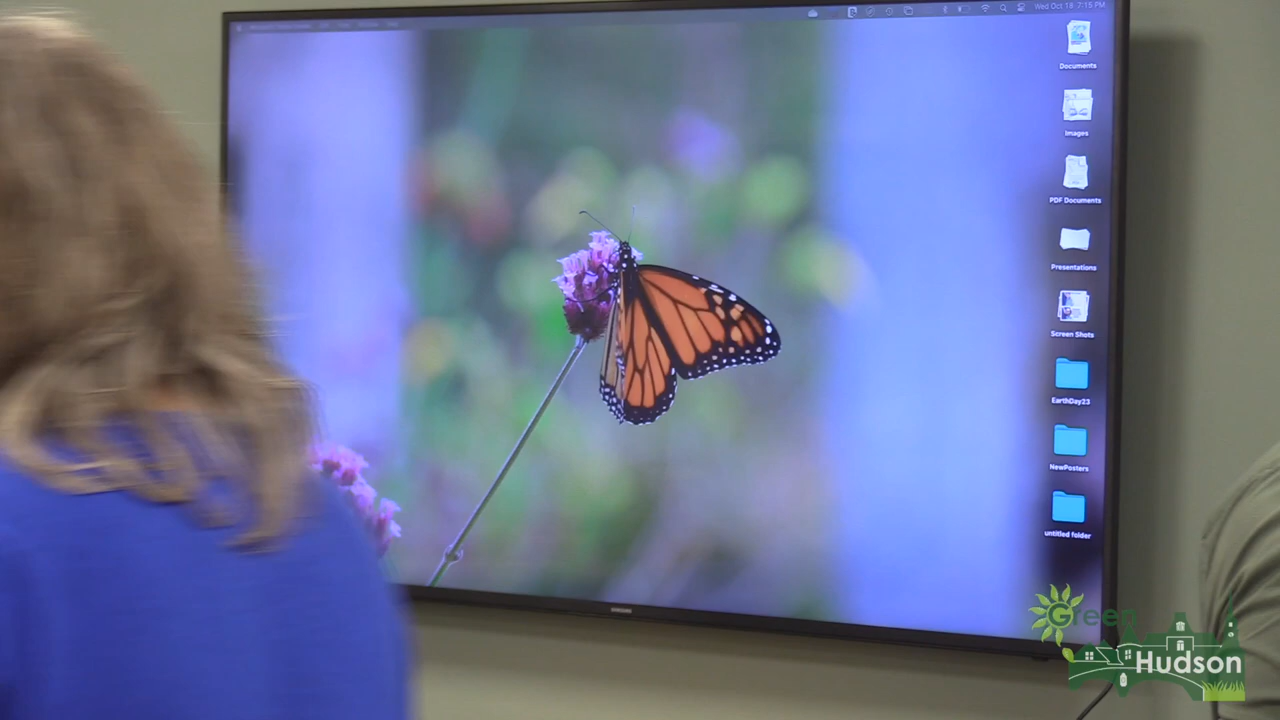 Wed Oct 18 7:15 PM
Documents
Images
PDF Documents
Presentations
Screen Shots
EarthDay23
NewPosters
untitled folder
SAMSUNG
Green
Hudson